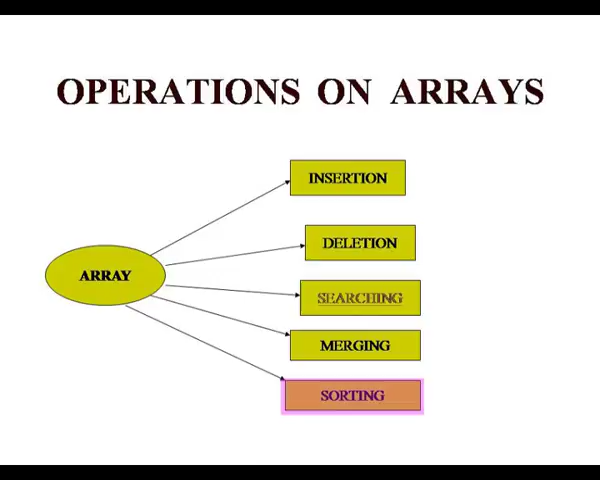 OPERATIONS ON ARRAYS
INSERTION
DELETION
ARRAY
SEARCHING
MERGING
SORTING